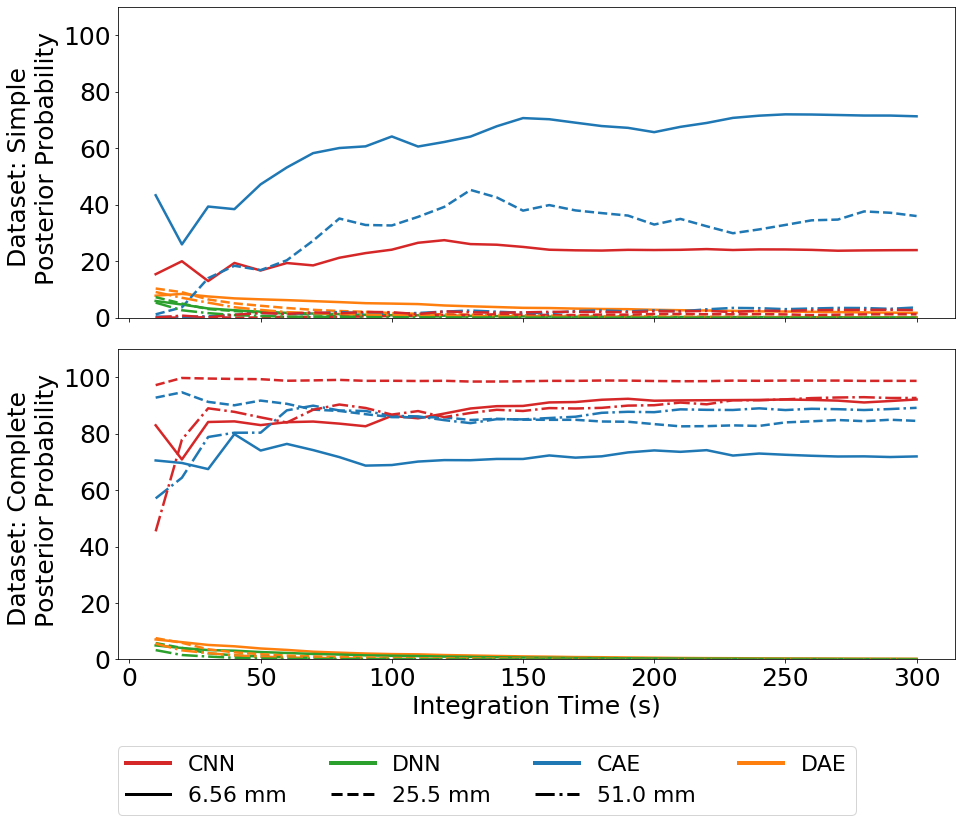 Dataset: Simple
Posterior Probability
100
80
60
40
20
0
Dataset: Complete
Posterior Probability
100
80
60
40
20
0
0 50 100 150 200 250 300
Integration Time (s)
CNN DNN CAE DAE
6.56 mm 25.5 mm 51.0 mm